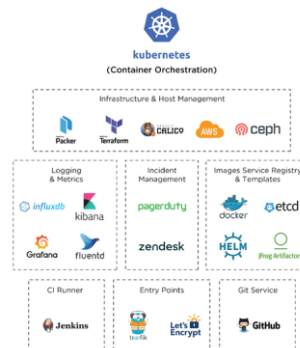 kubernetes
(Container Orchestration)
Infrastructure & Host Management
Packer
Terraform
CALICO
AWS
ceph
Logging
& Metrics
influxdb
kibana
Grafana
fluentd
Incident
Management
pagerduty
zendesk
Images Service Registry
& Templates
docker
etcd
HELM
JFrog Artifactor
CI Runner
Jenkins
Entry Points
træfik
Let's
Encrypt
Git Service
GitHub